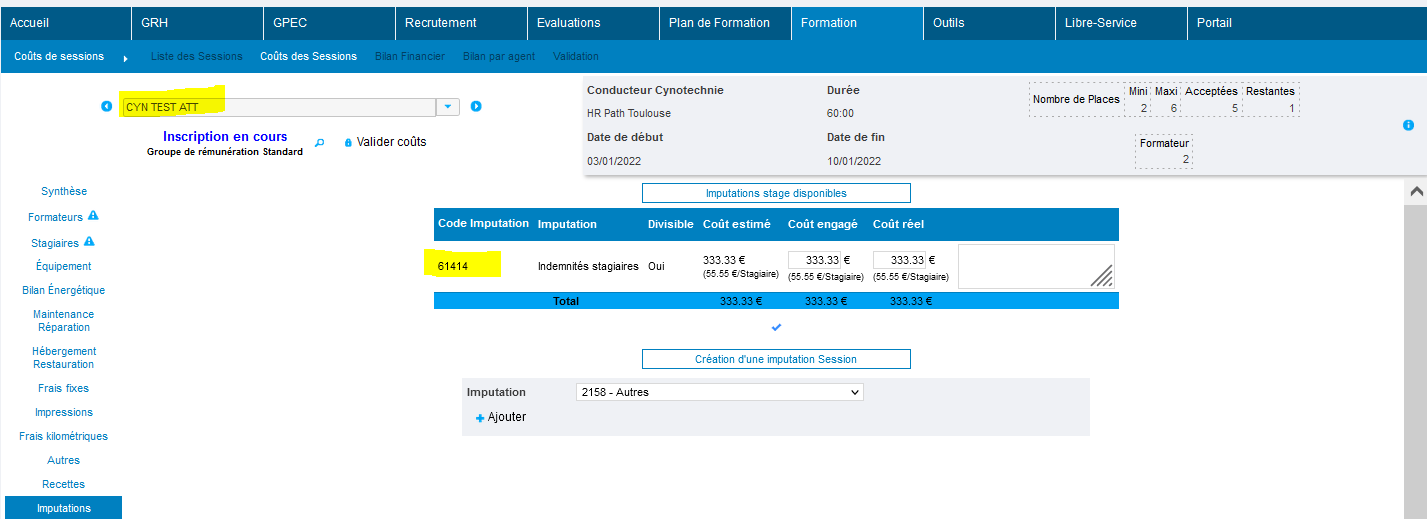 Accueil GRH GPEC Recrutement Evaluations Plan de Formation Formation Outils Libre-Service Portail
Coûts de sessions Liste des Sessions Coûts des Sessions Bilan Financier Bilan par agent Validation
CYN TEST ATT
Inscription en cours
Groupe de rémunération Standard
Valider coûts
Conducteur Cynotechnie Durée
HR Path Toulouse 60:00
Date de début Date de fin
03/01/2022 10/01/2022
Nombre de Places Mini Maxi Acceptées Restantes
2 6 5 1
Formateur
2
Synthèse
Formateurs
Stagiaires
Équipement
Bilan Énergétique
Maintenance
Réparation
Hébergement
Restauration
Frais fixes
Impressions
Frais kilométriques
Autres
Recettes
Imputations
Imputations stage disponibles
Code Imputation Imputation Divisible Coût estimé Coût engagé Coût réel
61414 Indemnités stagiaires Oui 333.33 € 333.33 € 333.33 €
(55.55 €/Stagiaire) (55.55 €/Stagiaire) (55.55 €/Stagiaire)
Total 333.33 € 333.33 € 333.33 €
Création d'une imputation Session
Imputation 2158 - Autres
Ajouter